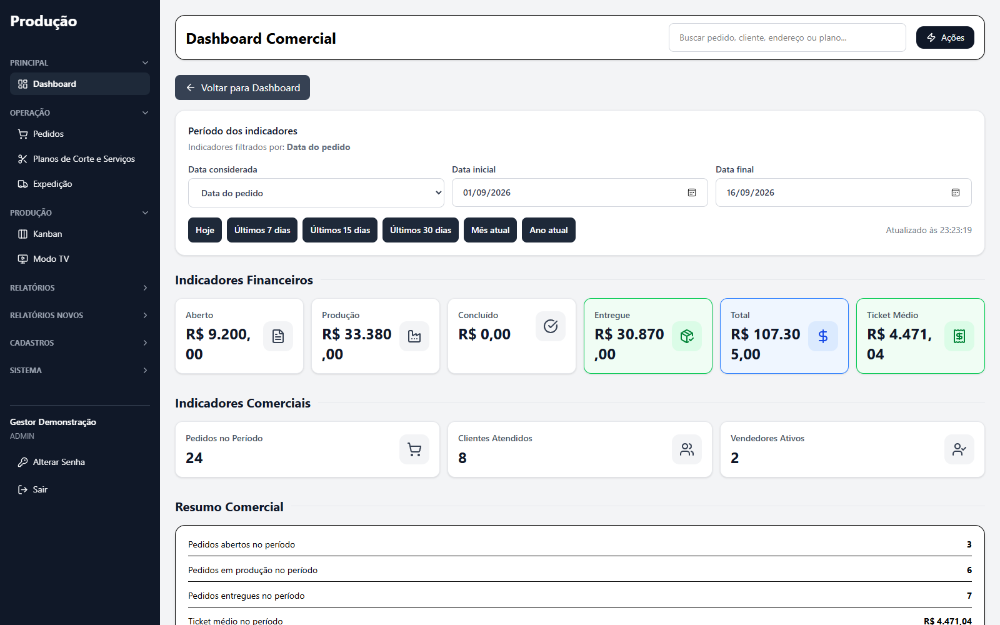 Produção
PRINCIPAL
Dashboard
OPERAÇÃO
Pedidos
Planos de Corte e Serviços
Expedição
PRODUÇÃO
Kanban
Modo TV
RELATÓRIOS
RELATÓRIOS NOVOS
CADASTROS
SISTEMA
Gestor Demonstração
ADMIN
Alterar Senha
Sair
Dashboard Comercial
Buscar pedido, cliente, endereço ou plano...
Ações
Voltar para Dashboard
Período dos indicadores
Indicadores filtrados por: Data do pedido
Data considerada
Data do pedido
Data inicial
01/09/2026
Data final
16/09/2026
Hoje
Últimos 7 dias
Últimos 15 dias
Últimos 30 dias
Mês atual
Ano atual
Atualizado às 23:23:19
Indicadores Financeiros
Aberto
R$ 9.200,
00
Produção
R$ 33.380
,00
Concluído
R$ 0,00
Entregue
R$ 30.870
,00
Total
R$ 107.30
5,00
Ticket Médio
R$ 4.471,
04
Indicadores Comerciais
Pedidos no Período
24
Clientes Atendidos
8
Vendedores Ativos
2
Resumo Comercial
Pedidos abertos no período 3
Pedidos em produção no período 6
Pedidos entregues no período 7
Ticket médio no período R$ 4.471,04